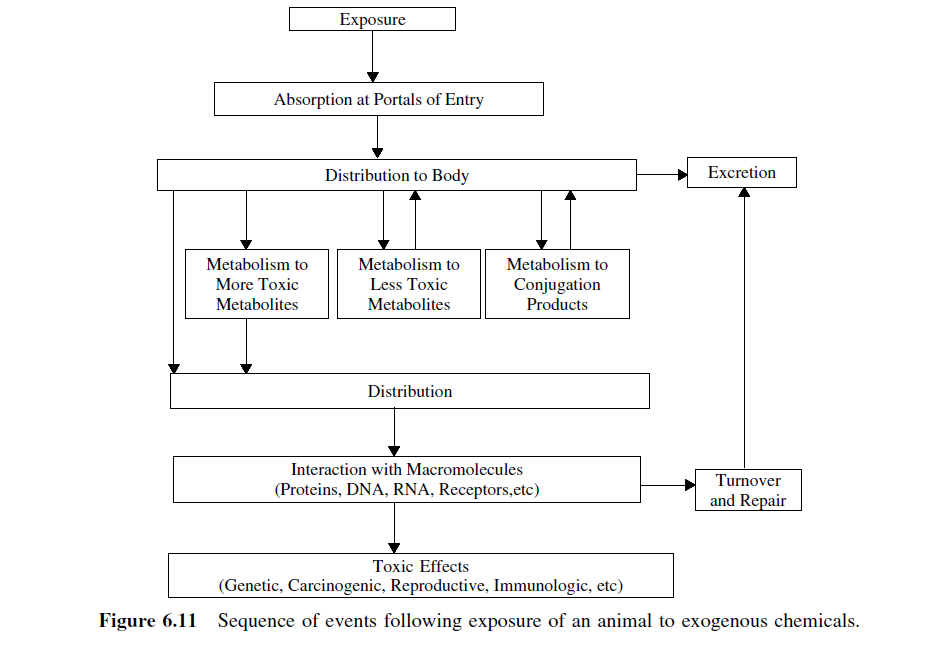 Exposure
Absorption at Portals of Entry
Distribution to Body
Excretion
Metabolism to
More Toxic
Metabolites
Metabolism to
Less Toxic
Metabolites
Metabolism to
Conjugation
Products
Distribution
Interaction with Macromolecules
(Proteins, DNA, RNA, Receptors,etc)
Turnover
and Repair
Toxic Effects
(Genetic, Carcinogenic, Reproductive, Immunologic, etc)
Figure 6.11 Sequence of events following exposure of an animal to exogenous chemicals.